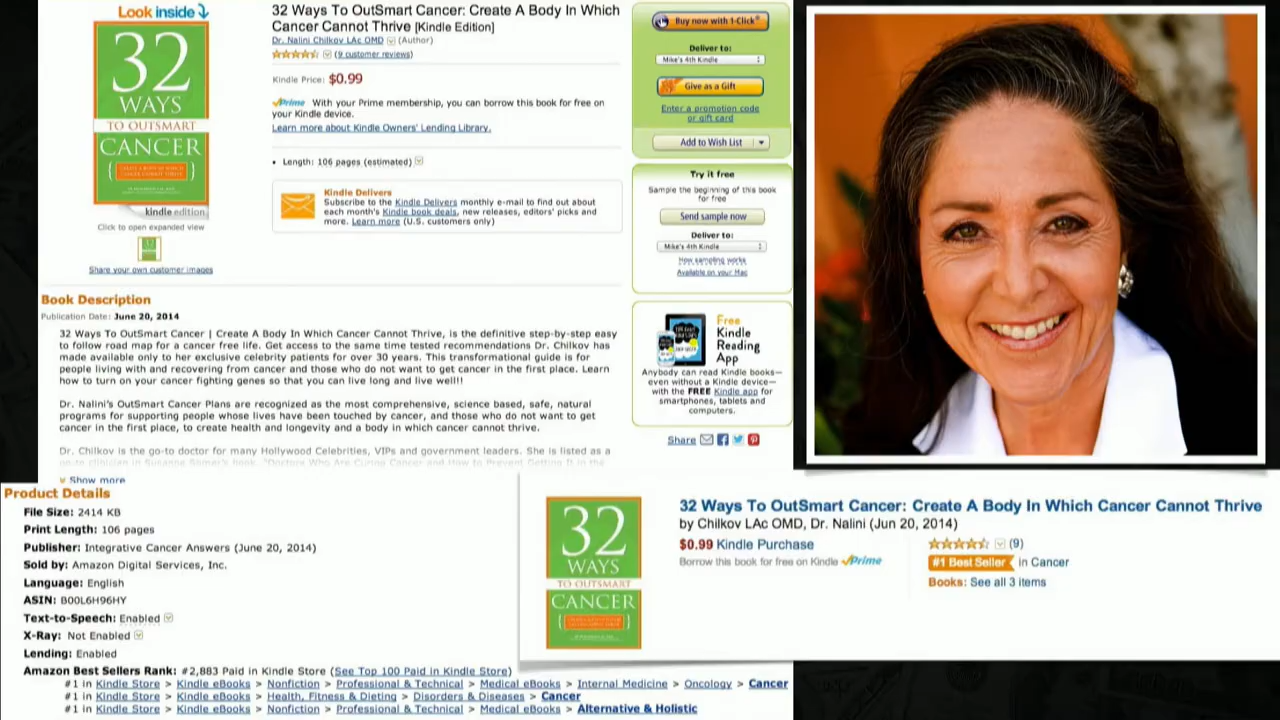 Look inside
32
WAYS
TO OUTSMART
CANCER
kindle edition
Click to open expanded view
32
Share your own customer images
32 Ways To OutSmart Cancer: Create A Body In Which
Cancer Cannot Thrive [Kindle Edition]
Dr. Nalini Chilkov LAc OMD (Author)
(9 customer reviews)
Kindle Price: $0.99
Prime With your Prime membership, you can borrow this book for free on
your Kindle device.
Learn more about Kindle Owners' Lending Library.
• Length: 106 pages (estimated)
Kindle Delivers
Subscribe to the Kindle Delivers monthly e-mail to find out about
each month's Kindle book deals, new releases, editors' picks and
more. Learn more (U.S. customers only)
Buy now with 1-Click®
Deliver to:
Mike's 4th Kindle
Give as a Gift
Enter a promotion code
or gift card
Add to Wish List
Try it free
Sample the beginning of this book
for free
Send sample now
Deliver to:
Mike's 4th Kindle
How sampling works
Available on your Mac
Free
Kindle
Reading
App
Anybody can read Kindle books—
even without a Kindle device—
with the FREE Kindle app for
smartphones, tablets and
computers.
Share
Book Description
Publication Date: June 20, 2014
32 Ways To OutSmart Cancer | Create A Body In Which Cancer Cannot Thrive, is the definitive step-by-step easy
to follow road map for a cancer free life. Get access to the same time tested recommendations Dr. Chilkov has
made available only to her exclusive celebrity patients for over 30 years. This transformational guide is for
people living with and recovering from cancer and those who do not want to get cancer in the first place. Learn
how to turn on your cancer fighting genes so that you can live long and live well!!
Dr. Nalini's OutSmart Cancer Plans are recognized as the most comprehensive, science based, safe, natural
programs for supporting people whose lives have been touched by cancer, and those who do not want to get
cancer in the first place, to create health and longevity and a body in which cancer cannot thrive.
Dr. Chilkov is the go-to doctor for many Hollywood Celebrities, VIPs and government leaders. She is listed as a
go-to clinician in Suzanne Somer's book, "Doctors Who Are Curing Cancer and How to Prevent Getting It in the
Show more
Product Details
File Size: 2414 KB
Print Length: 106 pages
Publisher: Integrative Cancer Answers (June 20, 2014)
Sold by: Amazon Digital Services, Inc.
Language: English
ASIN: B00L6H96HY
Text-to-Speech: Enabled
X-Ray: Not Enabled
Lending: Enabled
Amazon Best Sellers Rank: #2,883 Paid in Kindle Store (See Top 100 Paid in Kindle Store)
#1 in Kindle Store > Kindle eBooks > Nonfiction > Professional & Technical > Medical eBooks > Internal Medicine > Oncology > Cancer
#1 in Kindle Store > Kindle eBooks > Health, Fitness & Dieting > Disorders & Diseases > Cancer
#1 in Kindle Store > Kindle eBooks > Nonfiction > Professional & Technical > Medical eBooks > Alternative & Holistic
32
WAYS
TO OUTSMART
CANCER
32 Ways To OutSmart Cancer: Create A Body In Which Cancer Cannot Thrive
by Chilkov LAc OMD, Dr. Nalini (Jun 20, 2014)
$0.99 Kindle Purchase
Borrow this book for free on Kindle Prime
(9)
#1 Best Seller in Cancer
Books: See all 3 items